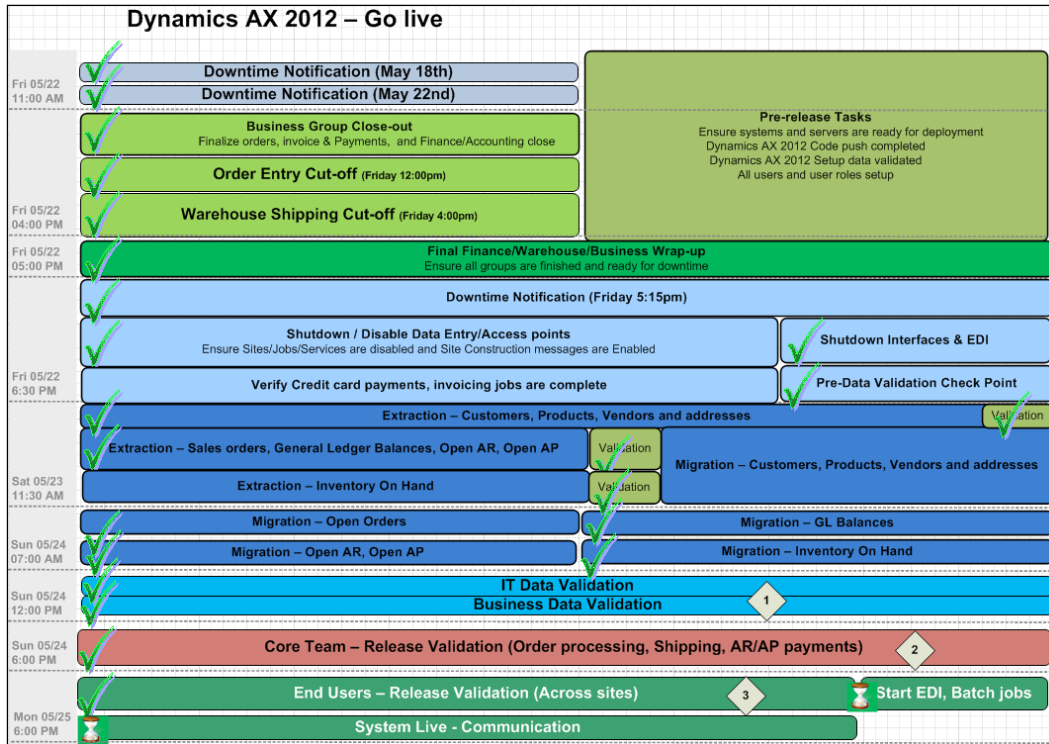 Dynamics AX 2012 – Go live
Fri 05/22
11:00 AM
Downtime Notification (May 18th)
Downtime Notification (May 22nd)
Pre-release Tasks
Ensure systems and servers are ready for deployment
Dynamics AX 2012 Code push completed
Dynamics AX 2012 Setup data validated
All users and user roles setup
Business Group Close-out
Finalize orders, invoice & Payments, and Finance/Accounting close
Order Entry Cut-off (Friday 12:00pm)
Warehouse Shipping Cut-off (Friday 4:00pm)
Fri 05/22
04:00 PM
Fri 05/22
05:00 PM
Final Finance/Warehouse/Business Wrap-up
Ensure all groups are finished and ready for downtime
Downtime Notification (Friday 5:15pm)
Shutdown / Disable Data Entry/Access points
Ensure Sites/Jobs/Services are disabled and Site Construction messages are Enabled
Shutdown Interfaces & EDI
Fri 05/22
6:30 PM
Verify Credit card payments, invoicing jobs are complete
Pre-Data Validation Check Point
Extraction – Customers, Products, Vendors and addresses
Validation
Extraction – Sales orders, General Ledger Balances, Open AR, Open AP
Validation
Migration – Customers, Products, Vendors and addresses
Sat 05/23
11:30 AM
Extraction – Inventory On Hand
Validation
Migration – Open Orders
Migration – GL Balances
Sun 05/24
07:00 AM
Migration – Open AR, Open AP
Migration – Inventory On Hand
Sun 05/24
12:00 PM
IT Data Validation
Business Data Validation
1
Sun 05/24
6:00 PM
Core Team – Release Validation (Order processing, Shipping, AR/AP payments)
2
End Users – Release Validation (Across sites)
3
Start EDI, Batch jobs
Mon 05/25
6:00 PM
System Live - Communication